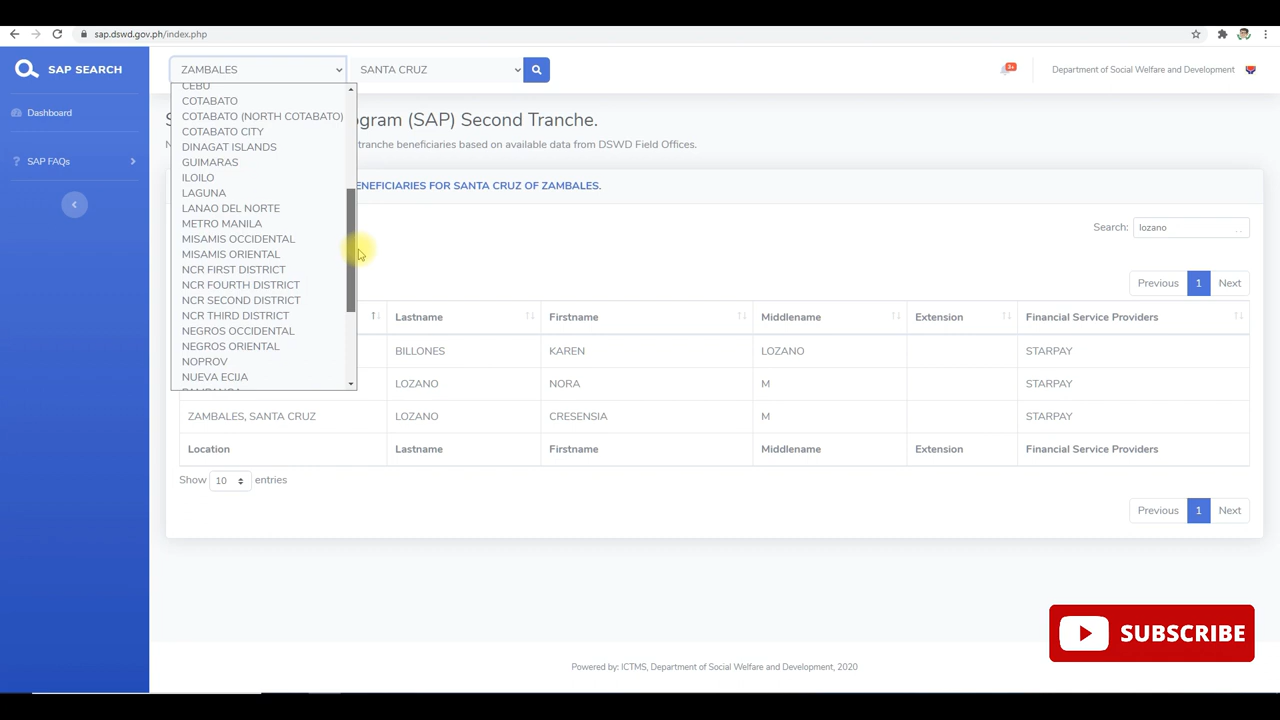 sap.dswd.gov.ph/index.php
SAP SEARCH
ZAMBALES
SANTA CRUZ
3+
Department of Social Welfare and Development
Dashboard
SAP FAQs
CEBU
COTABATO
COTABATO (NORTH COTABATO)
COTABATO CITY
DINAGAT ISLANDS
GUIMARAS
ILOILO
LAGUNA
LANAO DEL NORTE
METRO MANILA
MISAMIS OCCIDENTAL
MISAMIS ORIENTAL
NCR FIRST DISTRICT
NCR FOURTH DISTRICT
NCR SECOND DISTRICT
NCR THIRD DISTRICT
NEGROS OCCIDENTAL
NEGROS ORIENTAL
NOPROV
NUEVA ECIJA
(SAP) Second Tranche.
tranche beneficiaries based on available data from DSWD Field Offices.
FOR SANTA CRUZ OF ZAMBALES.
Search: lozano
Previous 1 Next
Lastname Firstname Middlename Extension Financial Service Providers
BILLONES KAREN LOZANO STARPAY
LOZANO NORA M STARPAY
ZAMBALES, SANTA CRUZ LOZANO CRESENSIA M STARPAY
Location Lastname Firstname Middlename Extension Financial Service Providers
Show 10 entries
Previous 1 Next
SUBSCRIBE
Powered by: ICTMS, Department of Social Welfare and Development, 2020